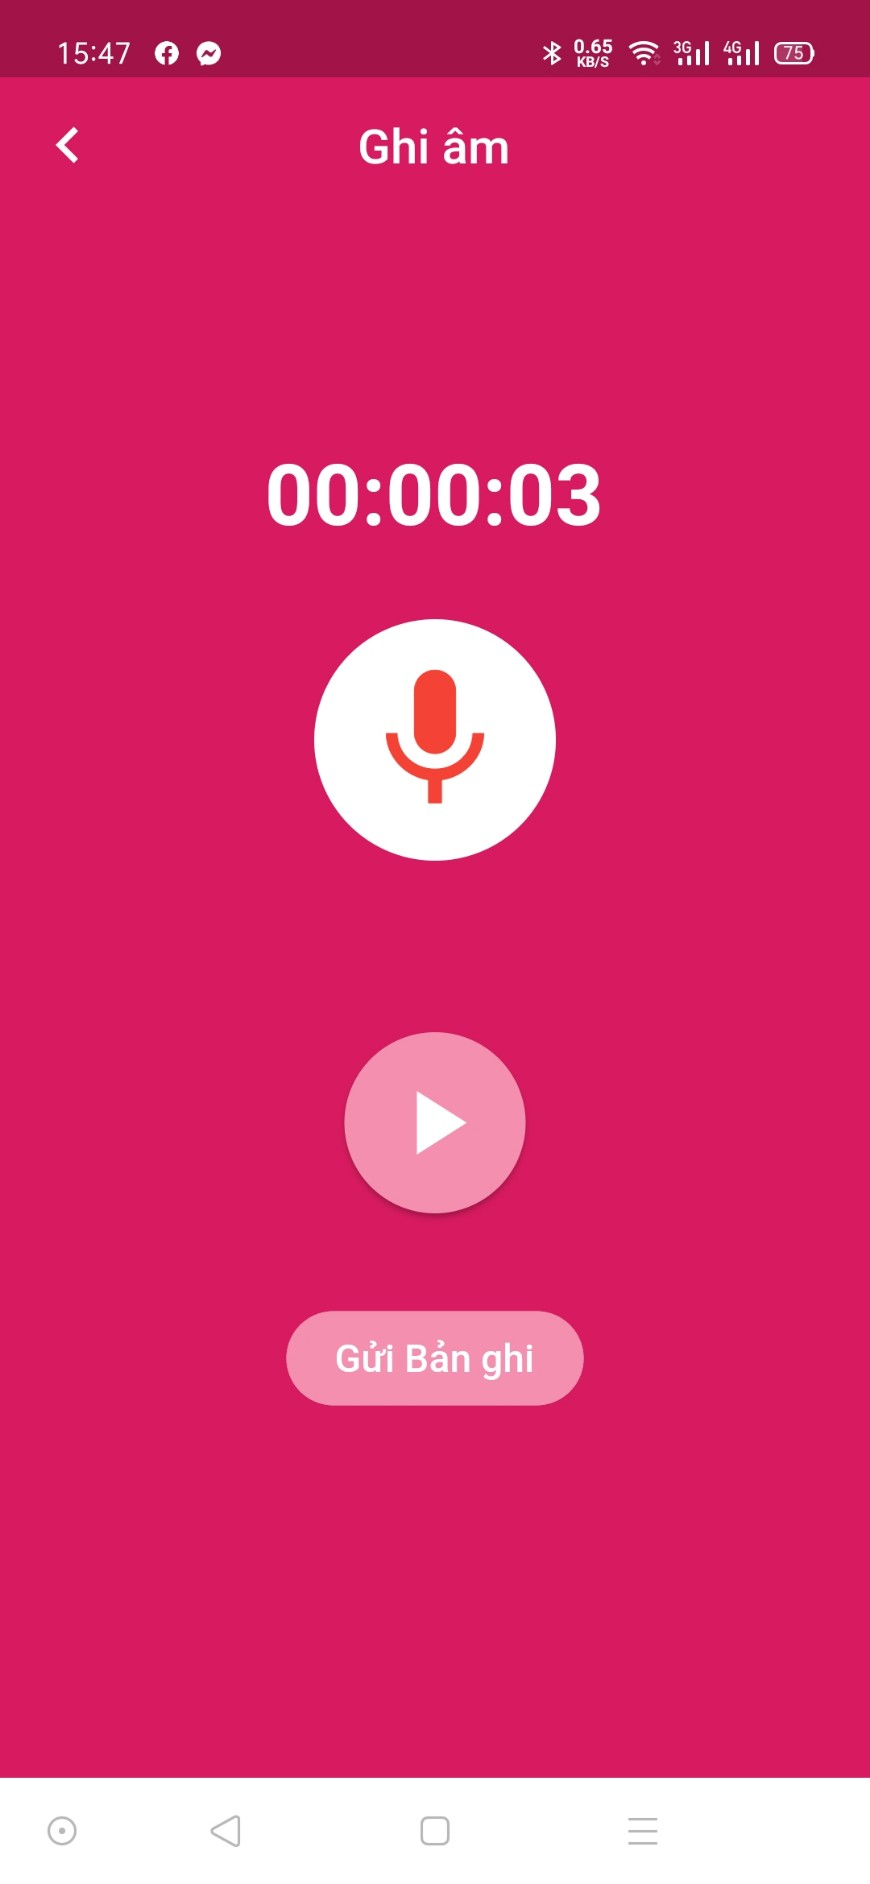 15:47
0.65 KB/S 3G 4G 75
Ghi âm
00:00:03
Gửi Bản ghi